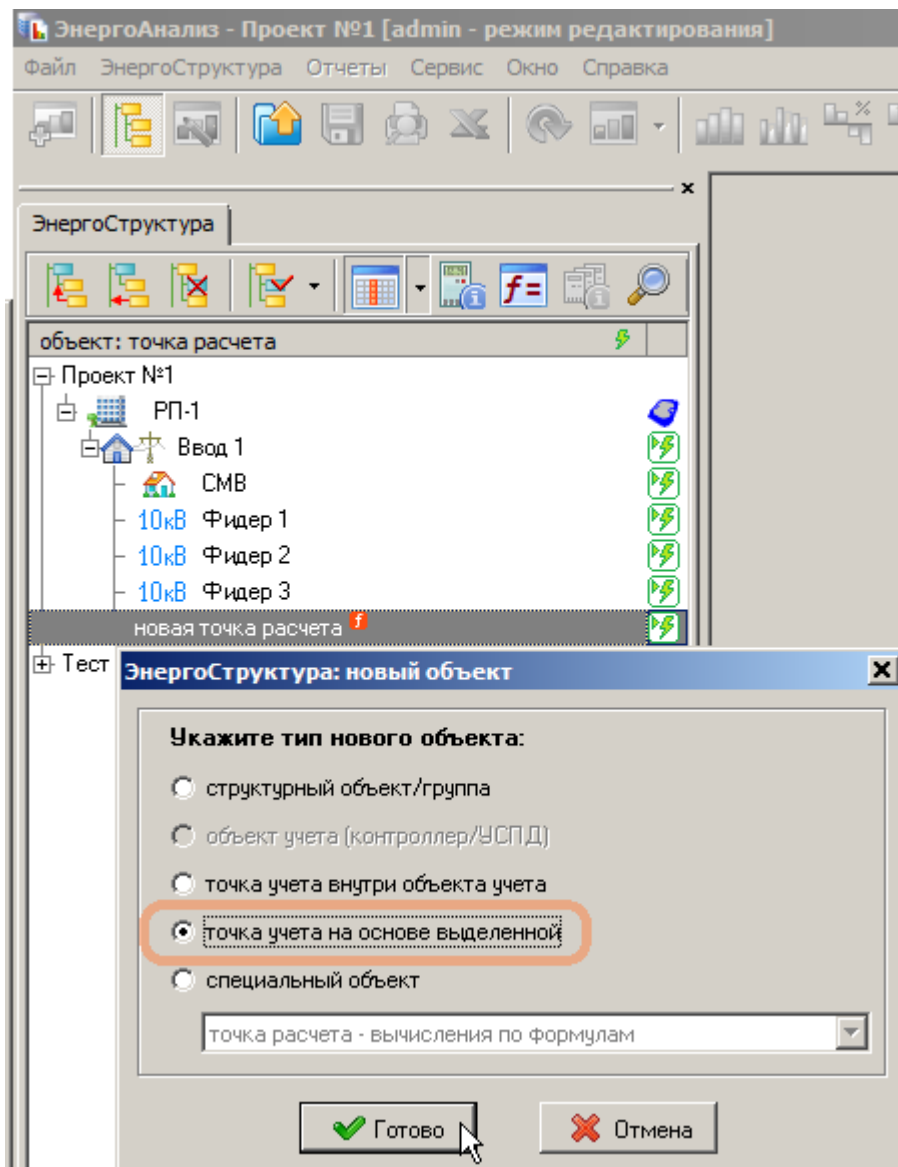 ЭнергоАнализ - Проект №1 [admin - режим редактирования]
Файл ЭнергоСтруктура Отчеты Сервис Окно Справка
%
ЭнергоСтруктура
f=
объект: точка расчета
Проект №1
РП-1
Ввод 1
СМВ
10кВ Фидер 1
10кВ Фидер 2
10кВ Фидер 3
новая точка расчета f
Тест
ЭнергоСтруктура: новый объект
Укажите тип нового объекта:
структурный объект/группа
объект учета (контроллер/УСПД)
точка учета внутри объекта учета
точка учета на основе выделенной
специальный объект
точка расчета - вычисления по формулам
Готово Отмена